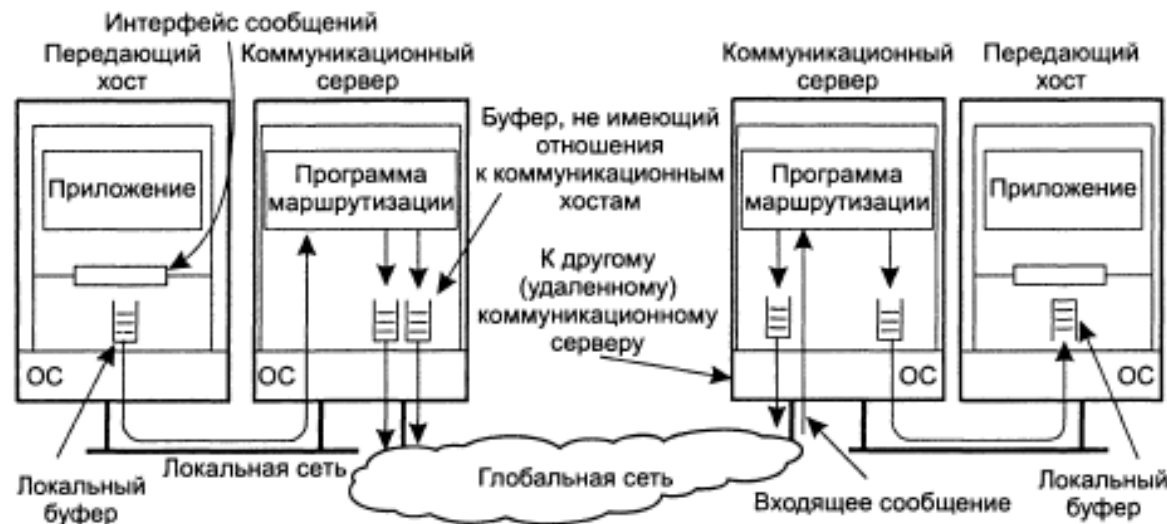 Интерфейс сообщений
Передающий
хост
Коммуникационный
сервер
Коммуникационный
сервер
Передающий
хост
Буфер, не имеющий
отношения
к коммуникационным
хостам
Приложение
Программа
маршрутизации
Программа
маршрутизации
Приложение
К другому
(удаленному)
коммуникационному
серверу
ОС
ОС
ОС
ОС
Локальная сеть
Глобальная сеть
Локальный
буфер
Входящее сообщение
Локальный
буфер